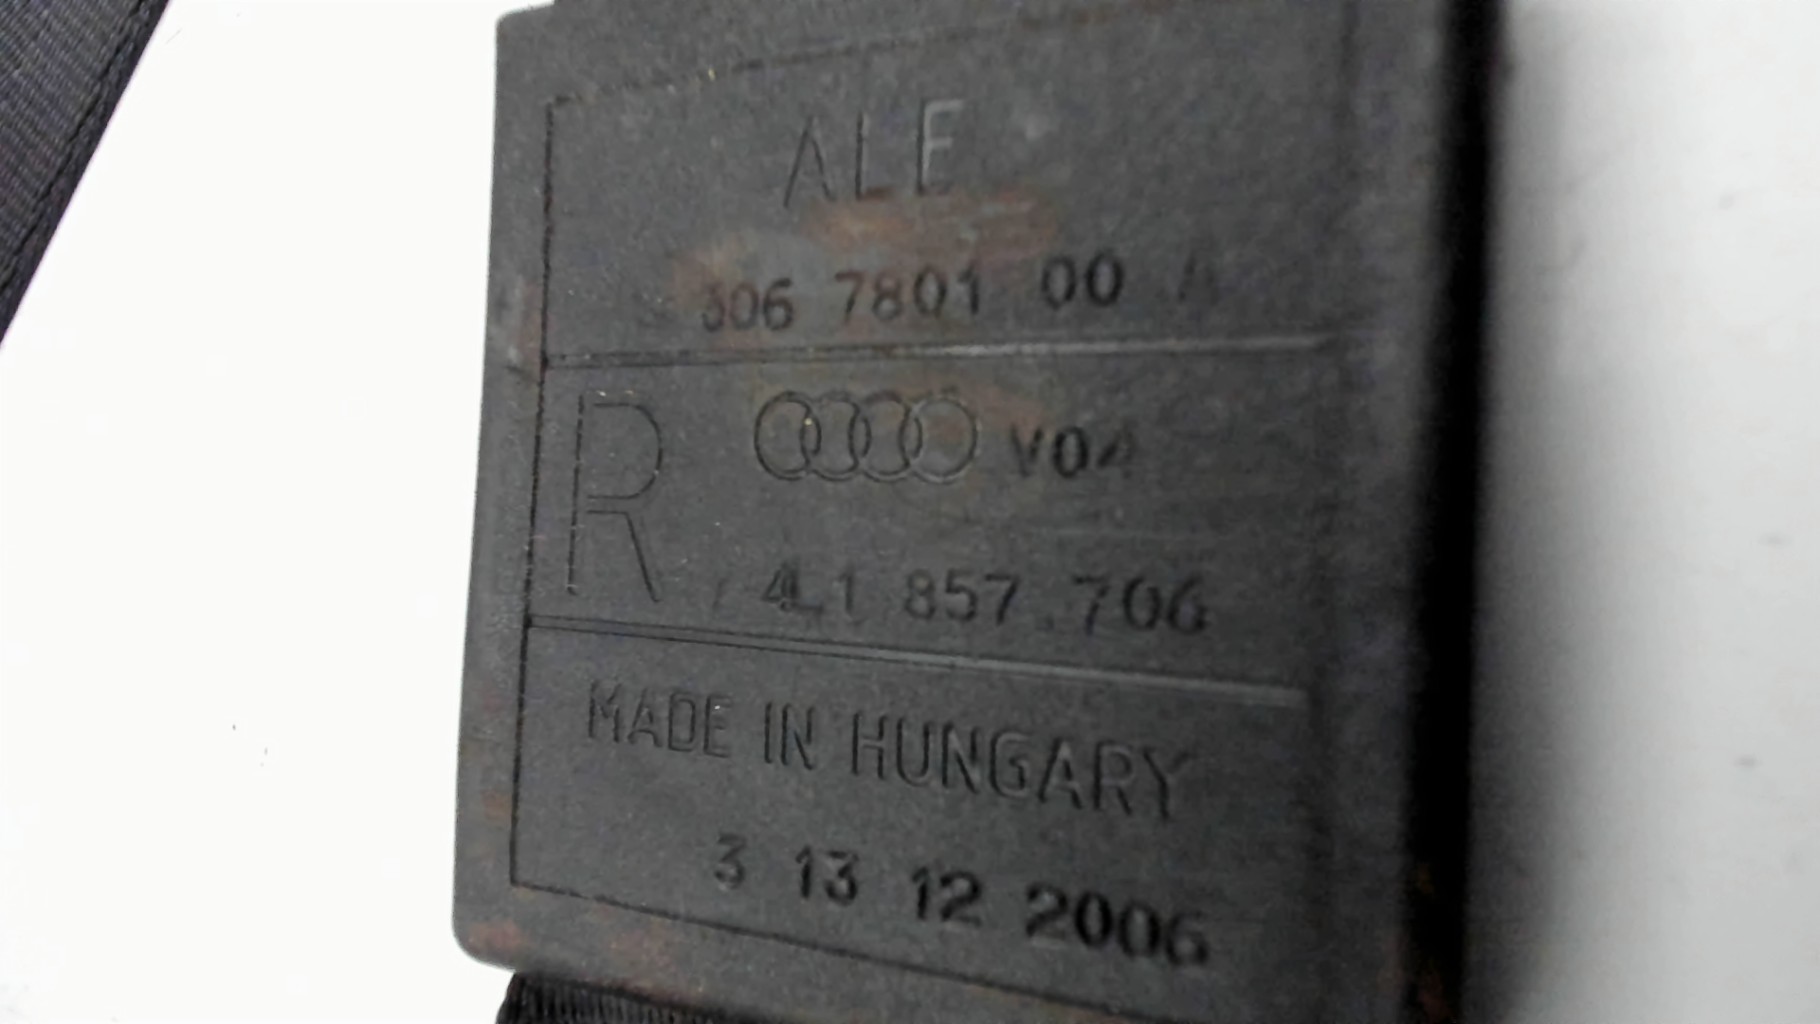 ALE
306 7801 00 A
R V04
4L1 857 706
MADE IN HUNGARY
3 13 12 2006